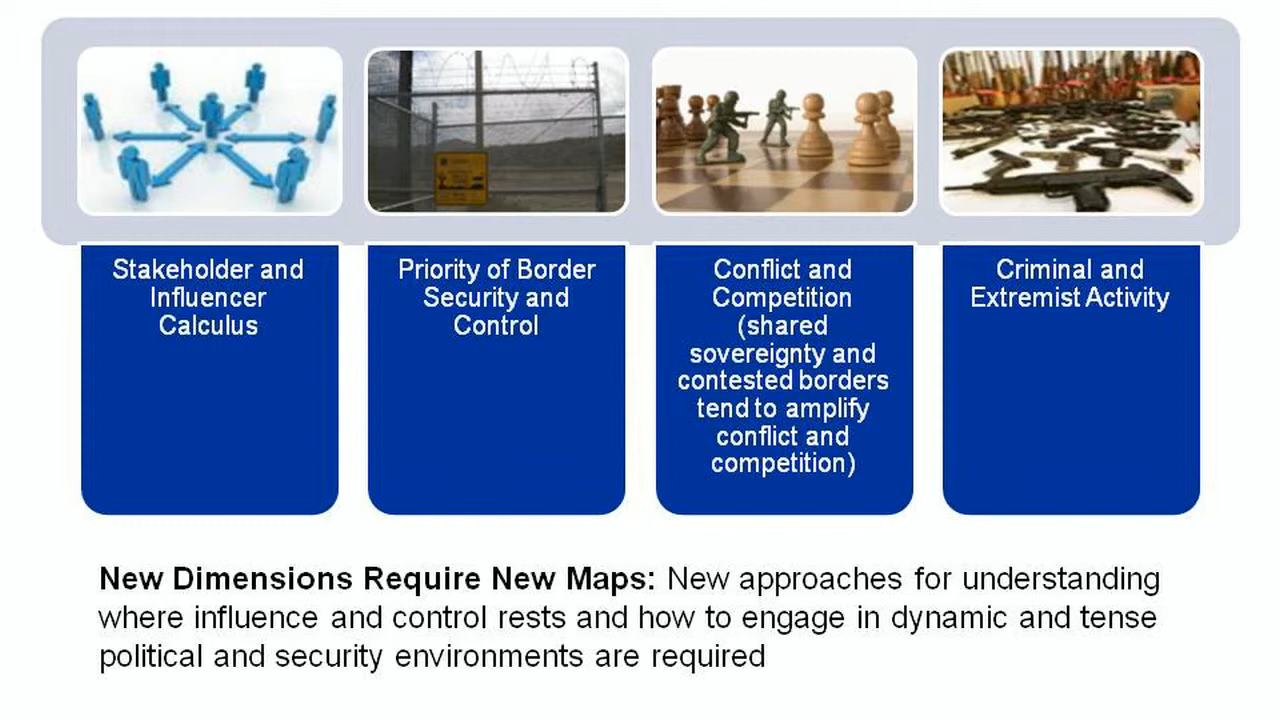 Stakeholder and
Influencer
Calculus
Priority of Border
Security and
Control
Conflict and
Competition
(shared
sovereignty and
contested borders
tend to amplify
conflict and
competition)
Criminal and
Extremist Activity
New Dimensions Require New Maps: New approaches for understanding
where influence and control rests and how to engage in dynamic and tense
political and security environments are required